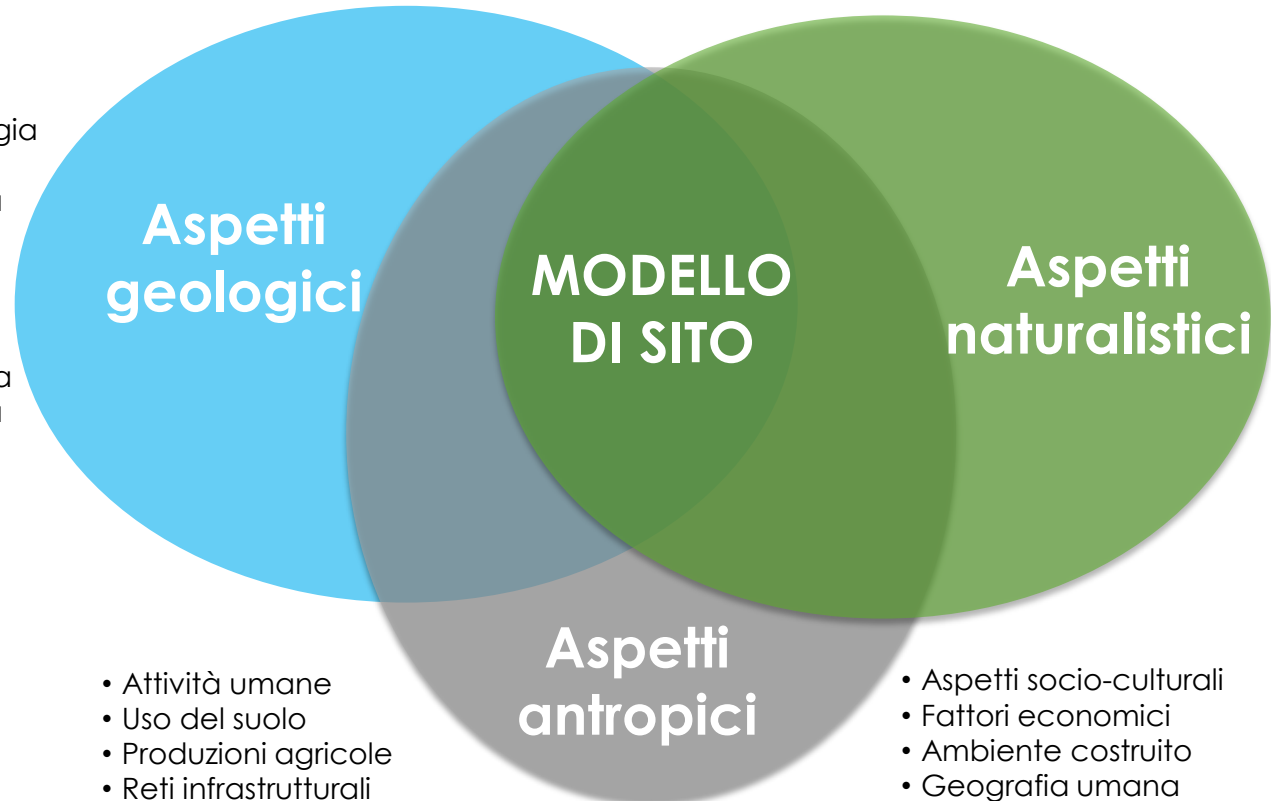 gia
Aspetti
geologici
MODELLO
DI SITO
Aspetti
naturalistici
Aspetti
antropici
• Attività umane
• Uso del suolo
• Produzioni agricole
• Reti infrastrutturali
• Aspetti socio-culturali
• Fattori economici
• Ambiente costruito
• Geografia umana